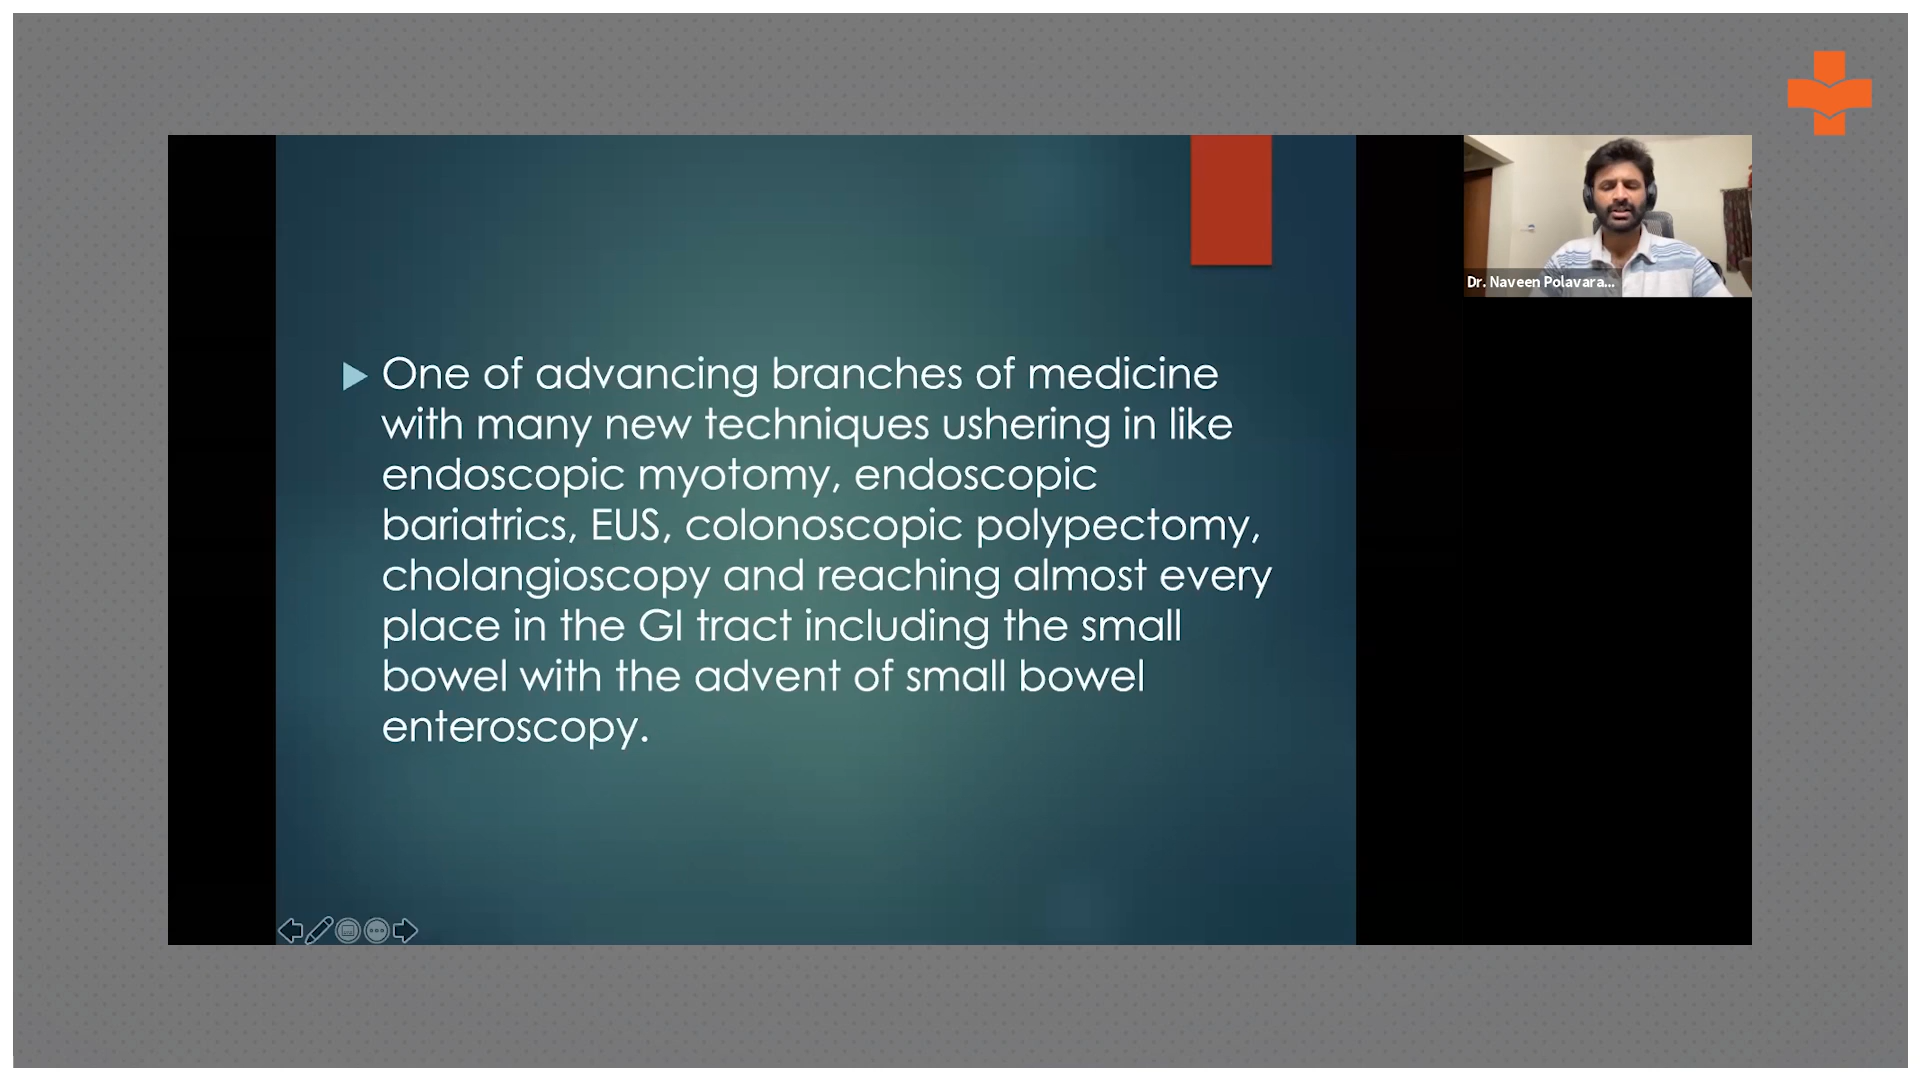 One of advancing branches of medicine
with many new techniques ushering in like
endoscopic myotomy, endoscopic
bariatrics, EUS, colonoscopic polypectomy,
cholangioscopy and reaching almost every
place in the GI tract including the small
bowel with the advent of small bowel
enteroscopy.
Dr. Naveen Polavara...